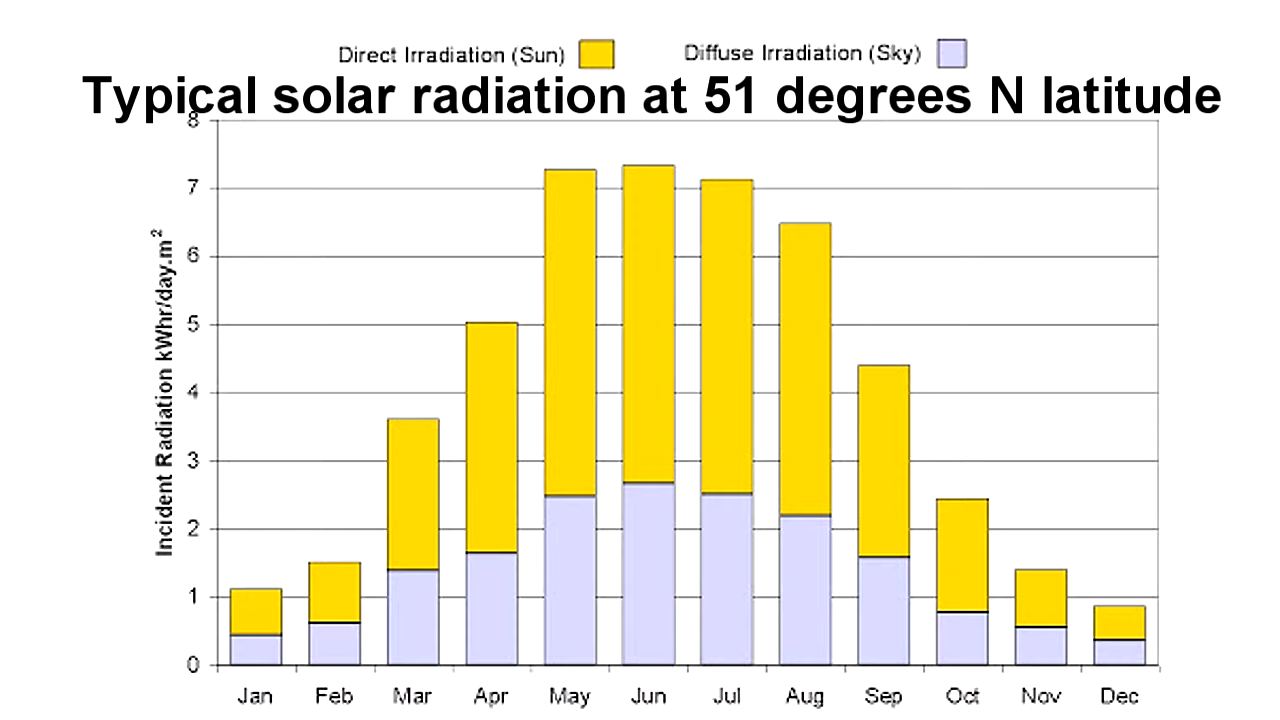 Direct Irradiation (Sun) Diffuse Irradiation (Sky)
Typical solar radiation at 51 degrees N latitude
Incident Radiation kWhr/day.m²
8
7
6
5
4
3
2
1
0
Jan Feb Mar Apr May Jun Jul Aug Sep Oct Nov Dec